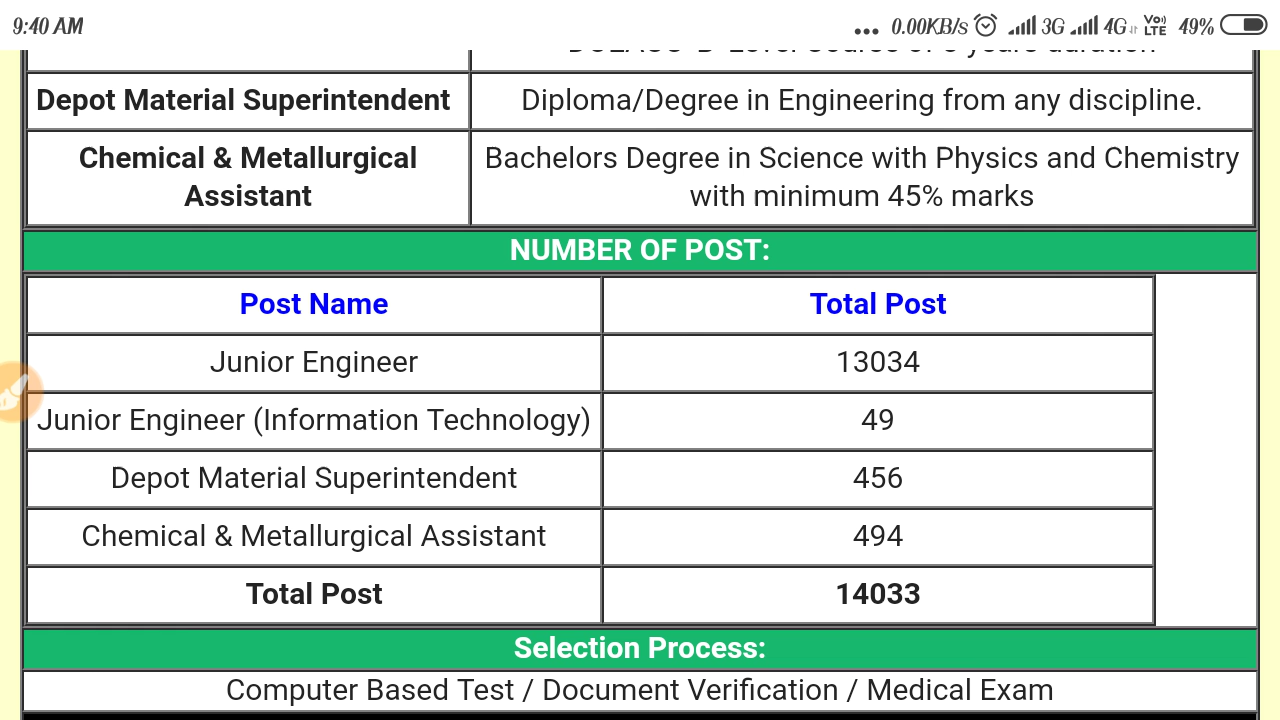 9:40 AM ... 0.00KB/s 3G 4G Vo)) LTE 49%
Depot Material Superintendent Diploma/Degree in Engineering from any discipline.
Chemical & Metallurgical Assistant Bachelors Degree in Science with Physics and Chemistry with minimum 45% marks
NUMBER OF POST:
Post Name Total Post
Junior Engineer 13034
Junior Engineer (Information Technology) 49
Depot Material Superintendent 456
Chemical & Metallurgical Assistant 494
Total Post 14033
Selection Process:
Computer Based Test / Document Verification / Medical Exam